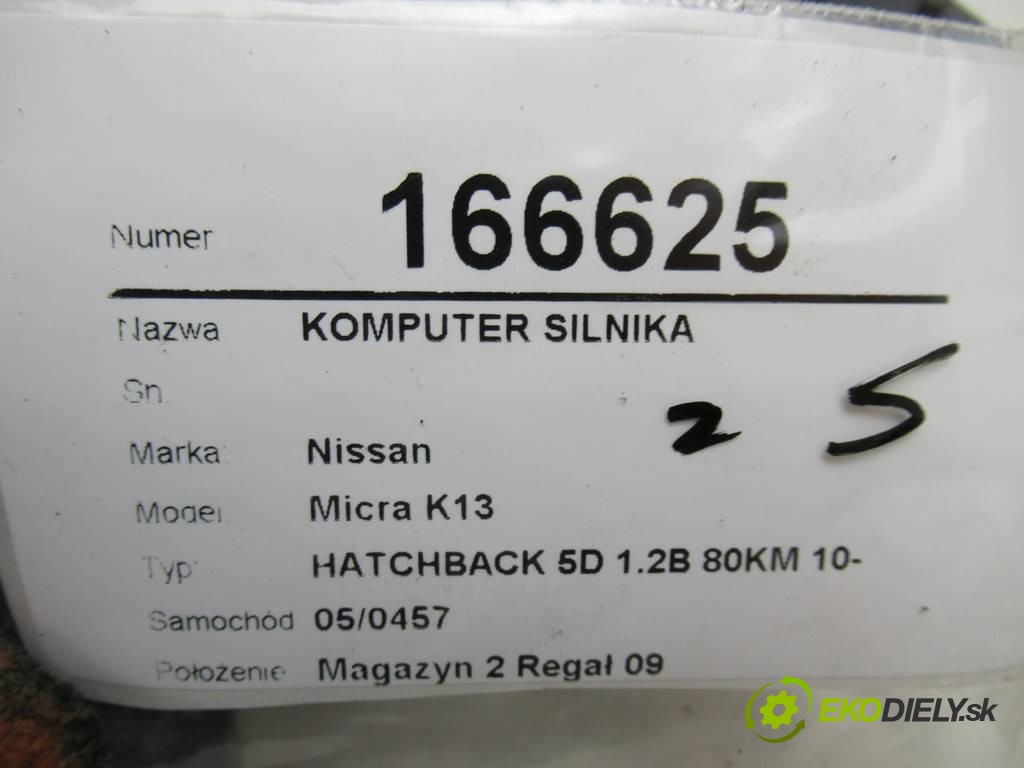 Numer 166625
Nazwa KOMPUTER SILNIKA
Sn.
2 5
Marka: Nissan
Model: Micra K13
Typ: HATCHBACK 5D 1.2B 80KM 10-
Samochód 05/0457
Położenie Magazyn 2 Regał 09
EKODIELY.sk